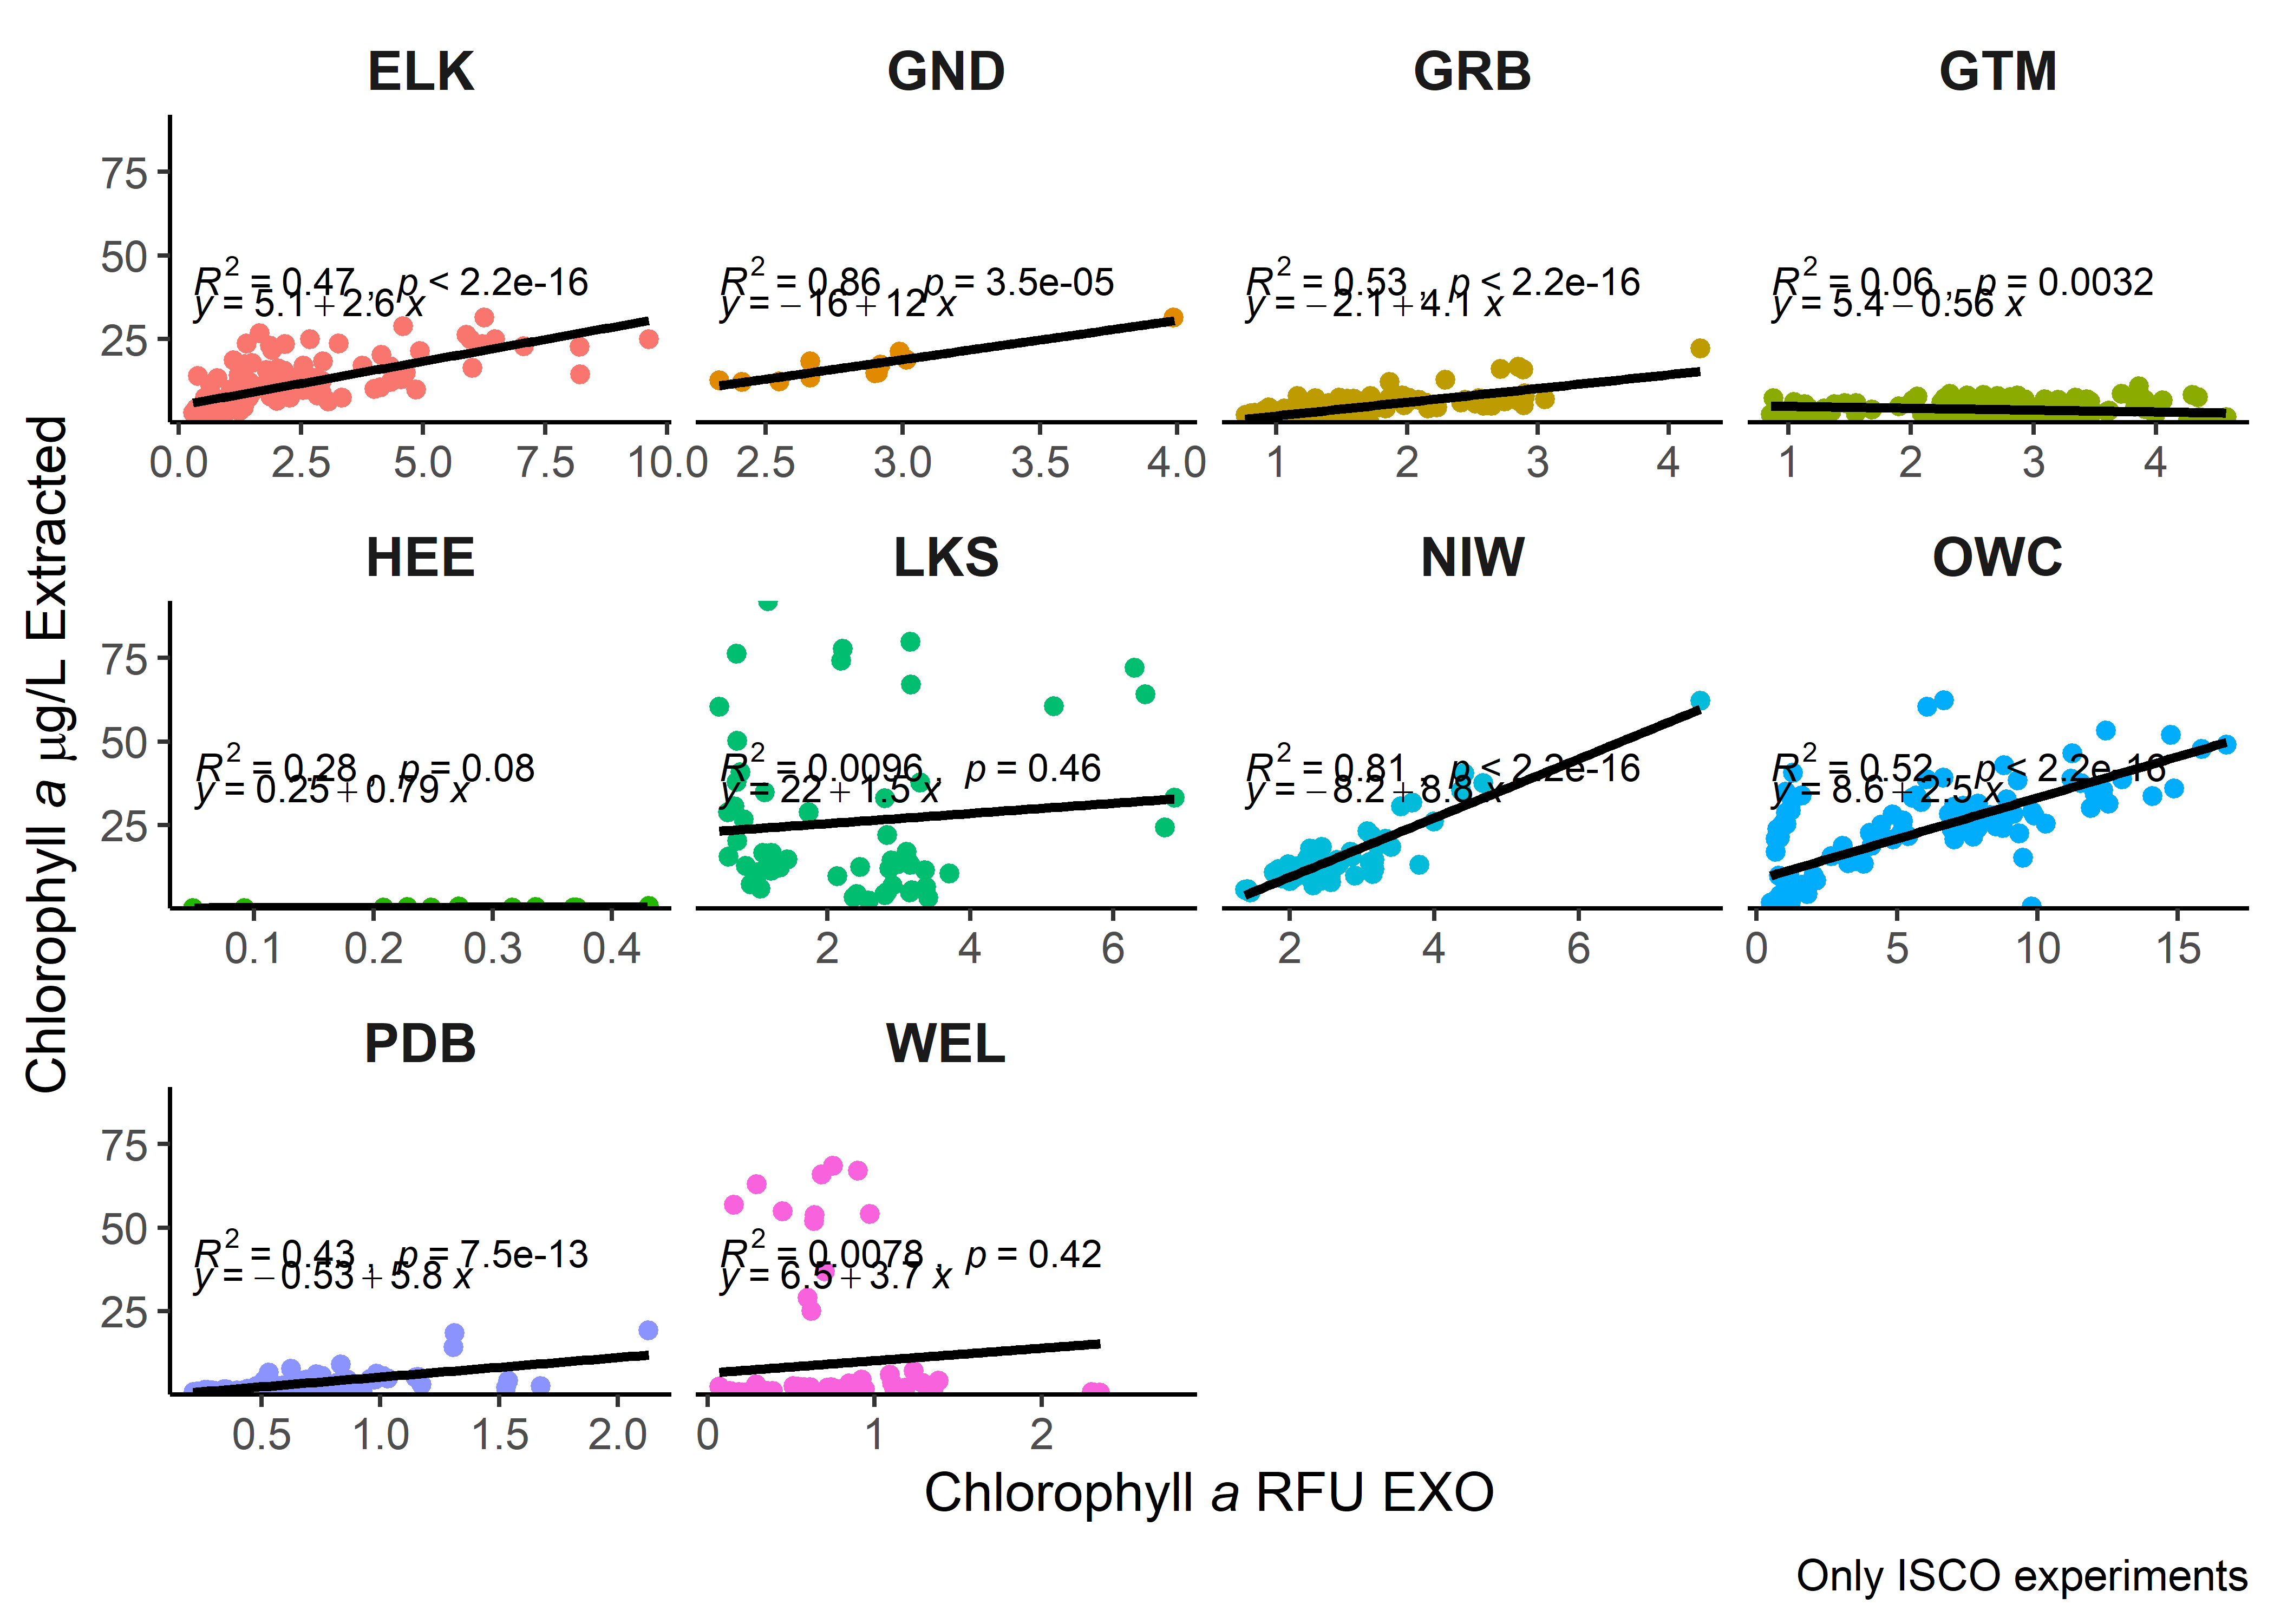 ELK
GND
GRB
GTM
75
50
25
R² = 0.47 , p < 2.2e-16
y = 5.1 + 2.6 x
R² = 0.86 , p = 3.5e-05
y = −16 + 12 x
R² = 0.53 , p < 2.2e-16
y = −2.1 + 4.1 x
R² = 0.06 , p = 0.0032
y = 5.4 − 0.56 x
0.0 2.5 5.0 7.5 10.0
2.5 3.0 3.5 4.0
1 2 3 4
1 2 3 4
HEE
LKS
NIW
OWC
75
50
25
R² = 0.28 , p = 0.08
y = 0.25 + 0.79 x
R² = 0.0096 , p = 0.46
y = 22 + 1.5 x
R² = 0.81 , p < 2.2e-16
y = −8.2 + 8.8 x
R² = 0.52 , p < 2.2e-16
y = 8.6 + 2.5 x
0.1 0.2 0.3 0.4
2 4 6
2 4 6
0 5 10 15
PDB
WEL
75
50
25
R² = 0.43 , p = 7.5e-13
y = −0.53 + 5.8 x
R² = 0.0078 , p = 0.42
y = 6.5 + 3.7 x
0.5 1.0 1.5 2.0
0 1 2
Chlorophyll a µg/L Extracted
Chlorophyll a RFU EXO
Only ISCO experiments